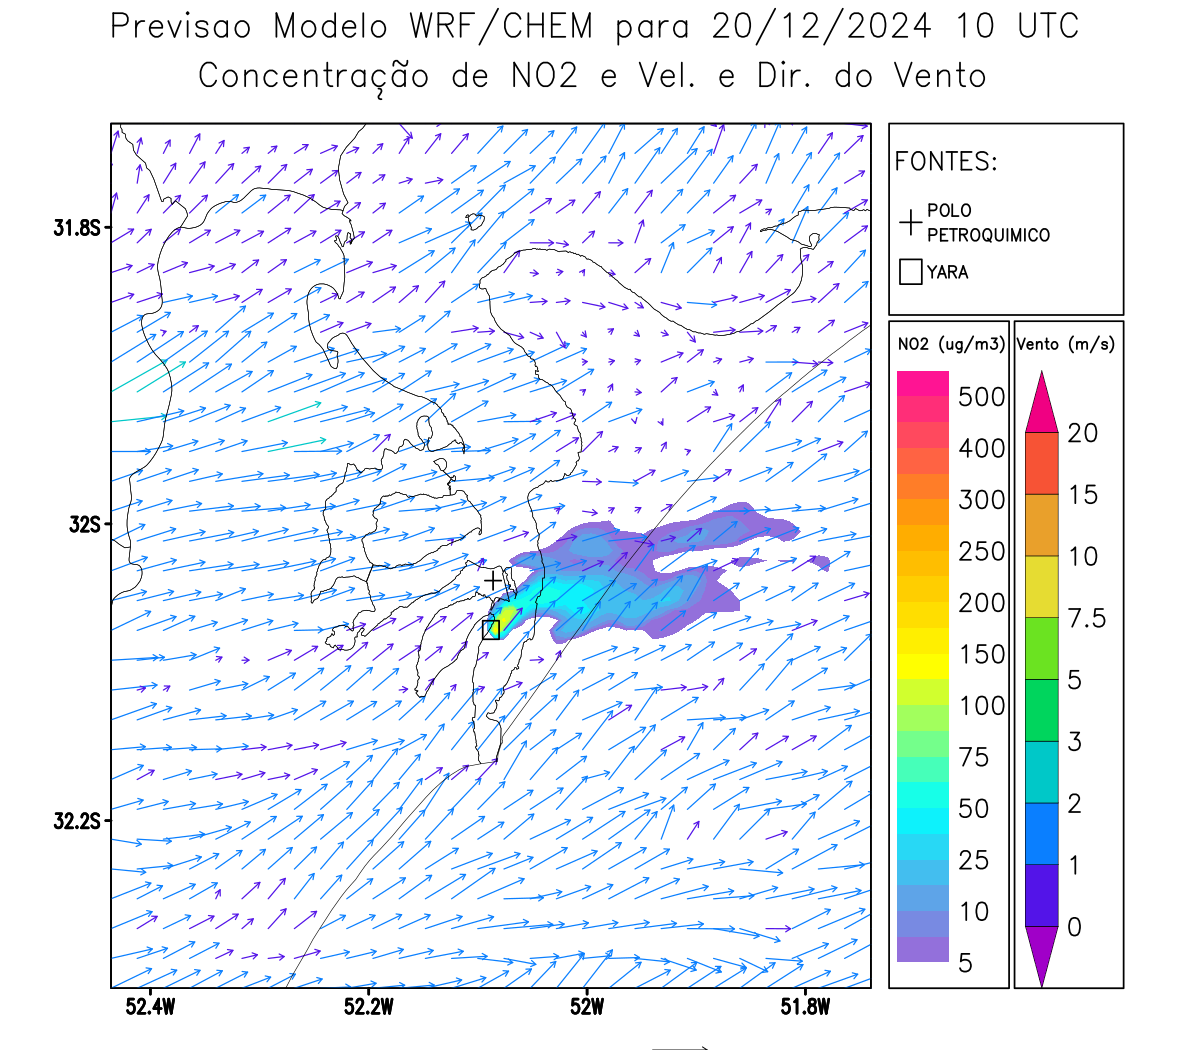 Previsao Modelo WRF/CHEM para 20/12/2024 10 UTC
Concentração de NO2 e Vel. e Dir. do Vento
FONTES:
POLO
PETROQUIMICO
YARA
NO2 (ug/m3)
500
400
300
250
200
150
100
75
50
25
10
5
Vento (m/s)
20
15
10
7.5
5
3
2
1
0
31.8S
32S
32.2S
52.4W
52.2W
52W
51.8W